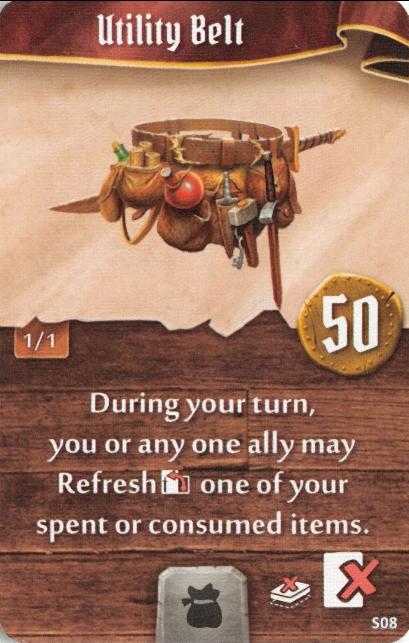 Utility Belt
50
1/1
During your turn,
you or any one ally may
Refresh one of your
spent or consumed items.
S08